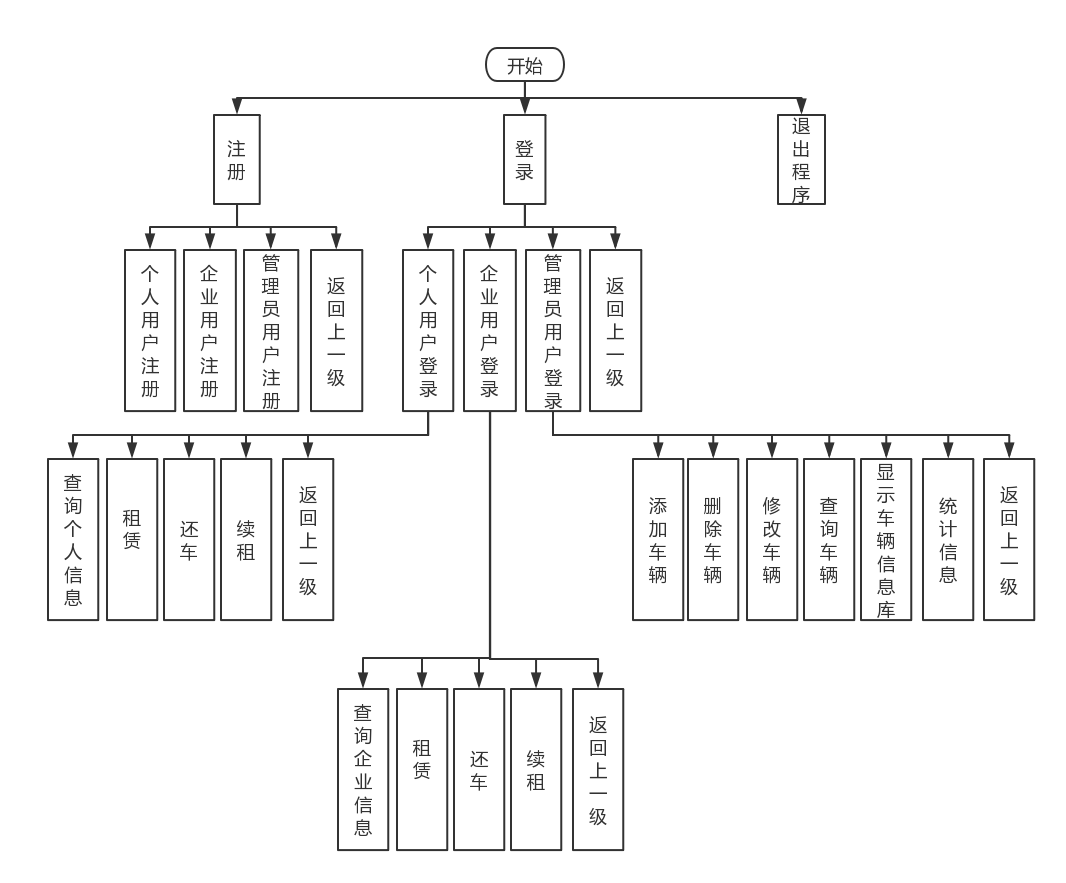 开始
注册
登录
退出程序
个人用户注册
企业用户注册
管理员用户注册
返回上一级
个人用户登录
企业用户登录
管理员用户登录
返回上一级
查询个人信息
租赁
还车
续租
返回上一级
添加车辆
删除车辆
修改车辆
查询车辆
显示车辆信息库
统计信息
返回上一级
查询企业信息
租赁
还车
续租
返回上一级